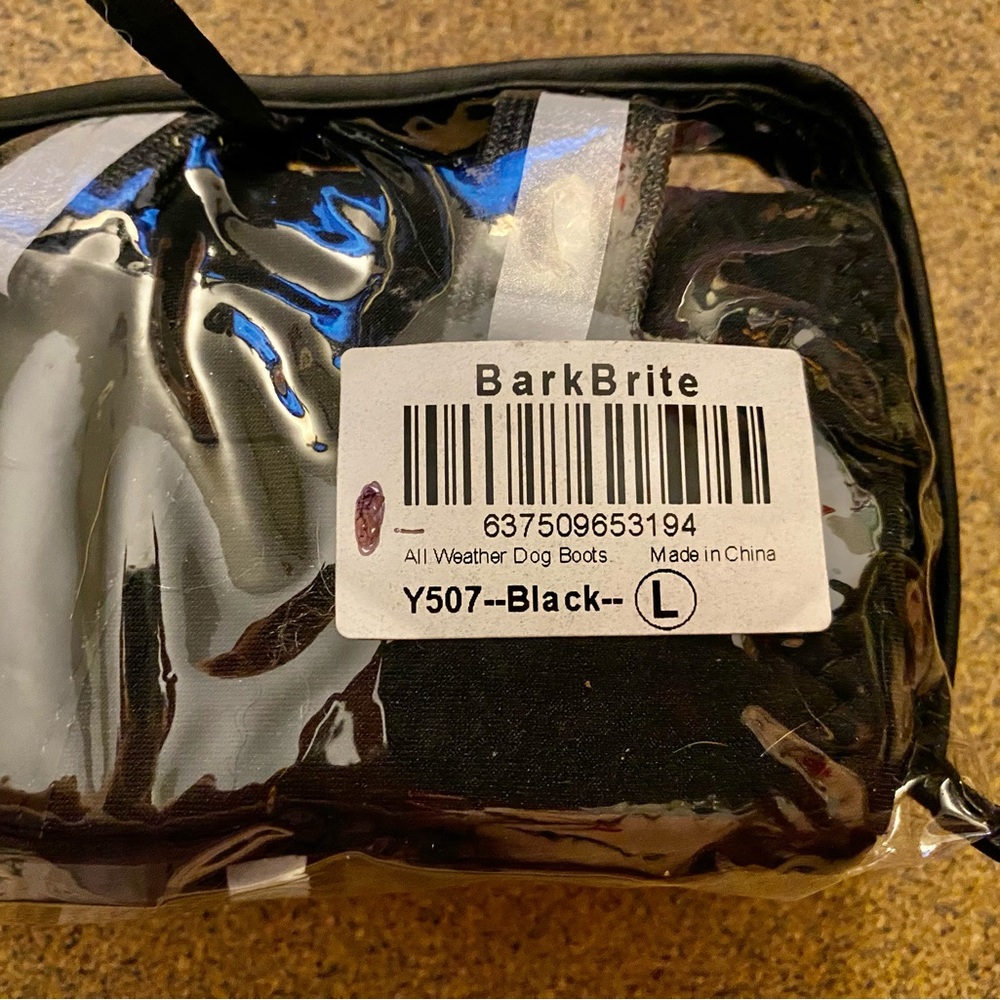 BarkBrite
637509653194
All Weather Dog Boots. Made in China
Y507--Black-- L